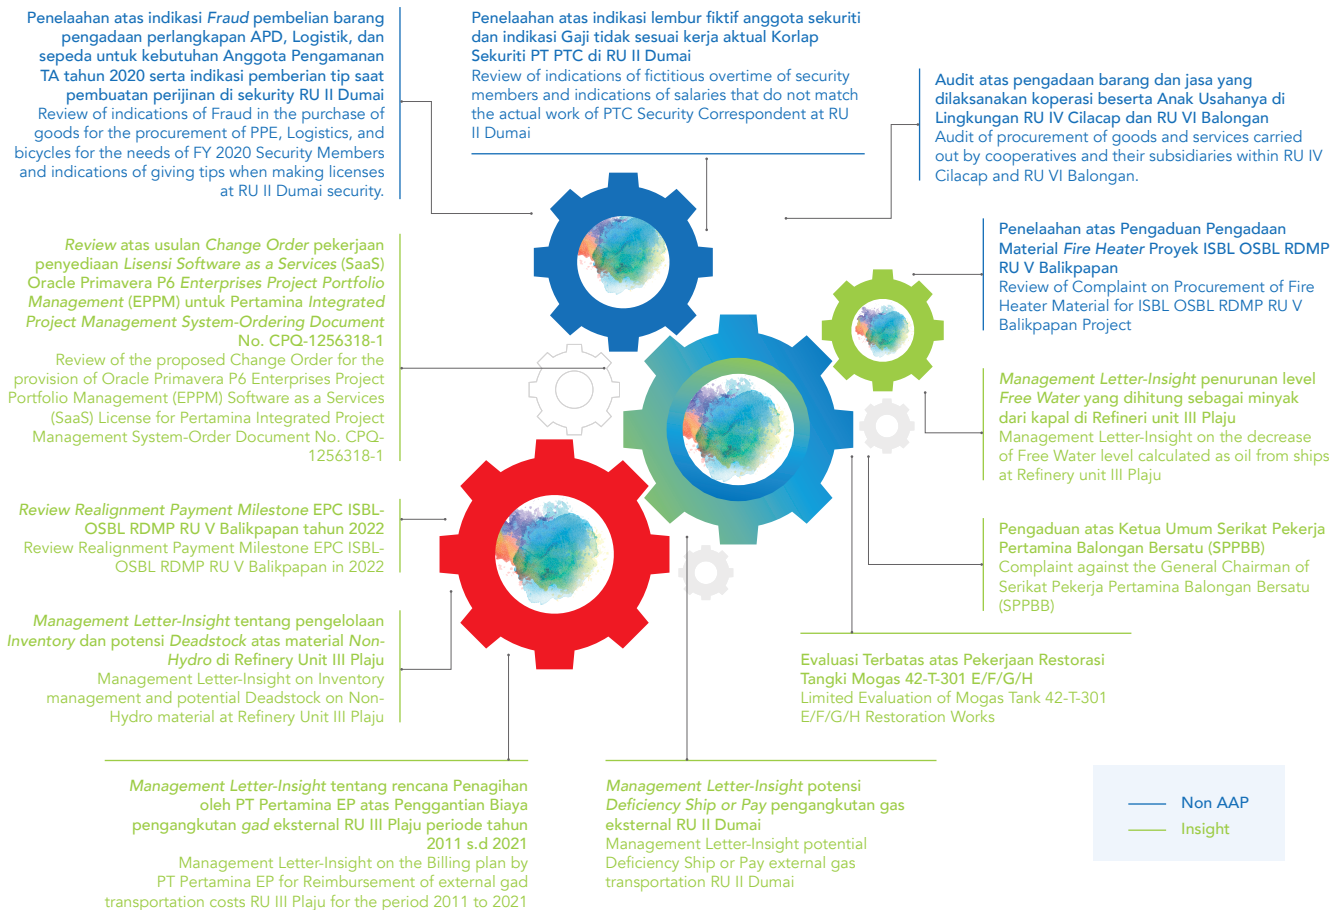 Penelaahan atas indikasi Fraud pembelian barang
pengadaan perlangkapan APD, Logistik, dan
sepeda untuk kebutuhan Anggota Pengamanan
TA tahun 2020 serta indikasi pemberian tip saat
pembuatan perijinan di sekurity RU II Dumai
Review of indications of Fraud in the purchase of
goods for the procurement of PPE, Logistics, and
bicycles for the needs of FY 2020 Security Members
and indications of giving tips when making licenses
at RU II Dumai security.
Penelaahan atas indikasi lembur fiktif anggota sekuriti
dan indikasi Gaji tidak sesuai kerja aktual Korlap
Sekuriti PT PTC di RU II Dumai
Review of indications of fictitious overtime of security
members and indications of salaries that do not match
the actual work of PTC Security Correspondent at RU
II Dumai
Audit atas pengadaan barang dan jasa yang
dilaksanakan koperasi beserta Anak Usahanya di
Lingkungan RU IV Cilacap dan RU VI Balongan
Audit of procurement of goods and services carried
out by cooperatives and their subsidiaries within RU IV
Cilacap and RU VI Balongan.
Review atas usulan Change Order pekerjaan
penyediaan Lisensi Software as a Services (SaaS)
Oracle Primavera P6 Enterprises Project Portfolio
Management (EPPM) untuk Pertamina Integrated
Project Management System-Ordering Document
No. CPQ-1256318-1
Review of the proposed Change Order for the
provision of Oracle Primavera P6 Enterprises Project
Portfolio Management (EPPM) Software as a Services
(SaaS) License for Pertamina Integrated Project
Management System-Order Document No. CPQ-
1256318-1
Penelaahan atas Pengaduan Pengadaan
Material Fire Heater Proyek ISBL OSBL RDMP
RU V Balikpapan
Review of Complaint on Procurement of Fire
Heater Material for ISBL OSBL RDMP RU V
Balikpapan Project
Management Letter-Insight penurunan level
Free Water yang dihitung sebagai minyak
dari kapal di Refineri unit III Plaju
Management Letter-Insight on the decrease
of Free Water level calculated as oil from ships
at Refinery unit III Plaju
Review Realignment Payment Milestone EPC ISBL-
OSBL RDMP RU V Balikpapan tahun 2022
Review Realignment Payment Milestone EPC ISBL-
OSBL RDMP RU V Balikpapan in 2022
Pengaduan atas Ketua Umum Serikat Pekerja
Pertamina Balongan Bersatu (SPPBB)
Complaint against the General Chairman of
Serikat Pekerja Pertamina Balongan Bersatu
(SPPBB)
Management Letter-Insight tentang pengelolaan
Inventory dan potensi Deadstock atas material Non-
Hydro di Refinery Unit III Plaju
Management Letter-Insight on Inventory
management and potential Deadstock on Non-
Hydro material at Refinery Unit III Plaju
Evaluasi Terbatas atas Pekerjaan Restorasi
Tangki Mogas 42-T-301 E/F/G/H
Limited Evaluation of Mogas Tank 42-T-301
E/F/G/H Restoration Works
Management Letter-Insight tentang rencana Penagihan
oleh PT Pertamina EP atas Penggantian Biaya
pengangkutan gad eksternal RU III Plaju periode tahun
2011 s.d 2021
Management Letter-Insight on the Billing plan by
PT Pertamina EP for Reimbursement of external gad
transportation costs RU III Plaju for the period 2011 to 2021
Management Letter-Insight potensi
Deficiency Ship or Pay pengangkutan gas
eksternal RU II Dumai
Management Letter-Insight potential
Deficiency Ship or Pay external gas
transportation RU II Dumai
Non AAP
Insight